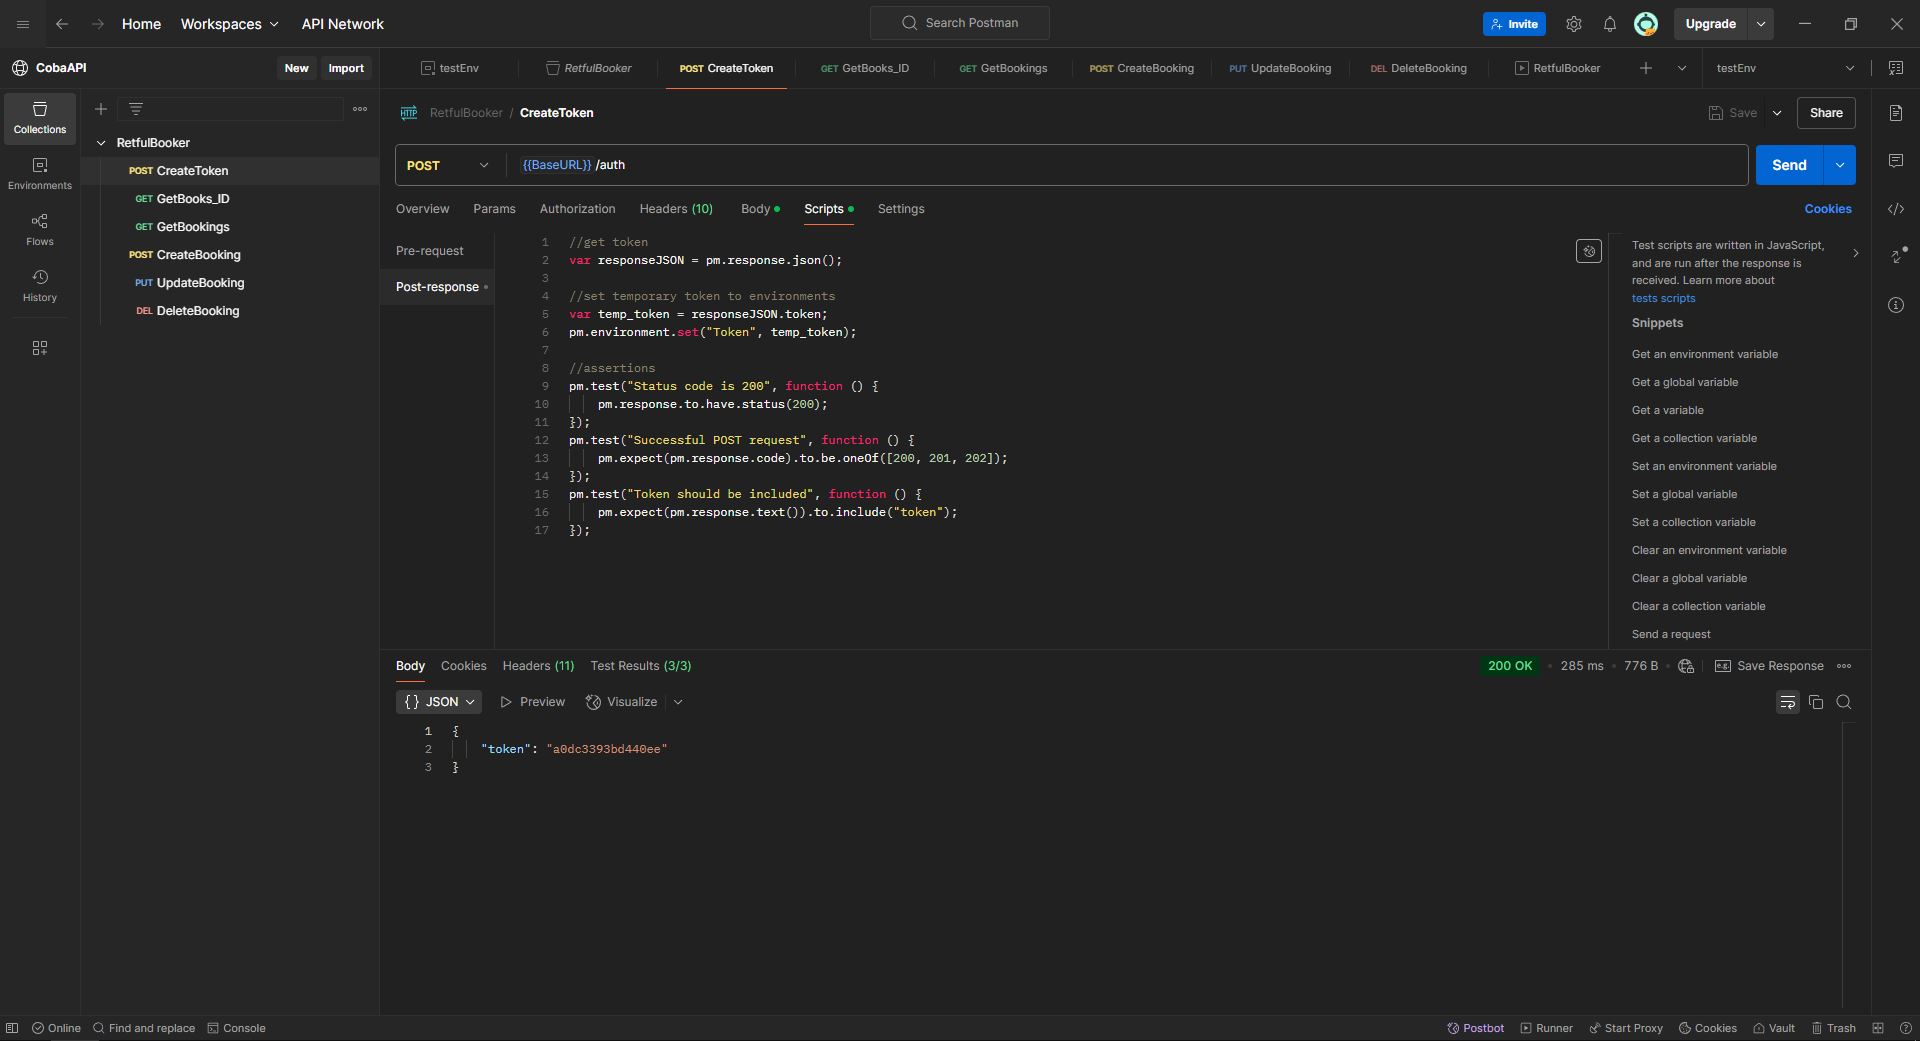 Home Workspaces API Network Search Postman Invite Upgrade
CobaAPI New Import
testEnv RetfulBooker POST CreateToken GET GetBooks_ID GET GetBookings POST CreateBooking PUT UpdateBooking DEL DeleteBooking RetfulBooker testEnv
Collections
Environments
Flows
History
RetfulBooker
POST CreateToken
GET GetBooks_ID
GET GetBookings
POST CreateBooking
PUT UpdateBooking
DEL DeleteBooking
HTTP RetfulBooker / CreateToken Save Share
POST {{BaseURL}} /auth Send
Overview Params Authorization Headers (10) Body Scripts Settings Cookies
Pre-request
Post-response
1 //get token
2 var responseJSON = pm.response.json();
3
4 //set temporary token to environments
5 var temp_token = responseJSON.token;
6 pm.environment.set("Token", temp_token);
7
8 //assertions
9 pm.test("Status code is 200", function () {
10 pm.response.to.have.status(200);
11 });
12 pm.test("Successful POST request", function () {
13 pm.expect(pm.response.code).to.be.oneOf([200, 201, 202]);
14 });
15 pm.test("Token should be included", function () {
16 pm.expect(pm.response.text()).to.include("token");
17 });
Test scripts are written in JavaScript,
and are run after the response is
received. Learn more about
tests scripts
Snippets
Get an environment variable
Get a global variable
Get a variable
Get a collection variable
Set an environment variable
Set a global variable
Set a collection variable
Clear an environment variable
Clear a global variable
Clear a collection variable
Send a request
Body Cookies Headers (11) Test Results (3/3) 200 OK 285 ms 776 B e.g. Save Response
{} JSON Preview Visualize
1 {
2 "token": "a0dc3393bd440ee"
3 }
Online Find and replace Console Postbot Runner Start Proxy Cookies Vault Trash